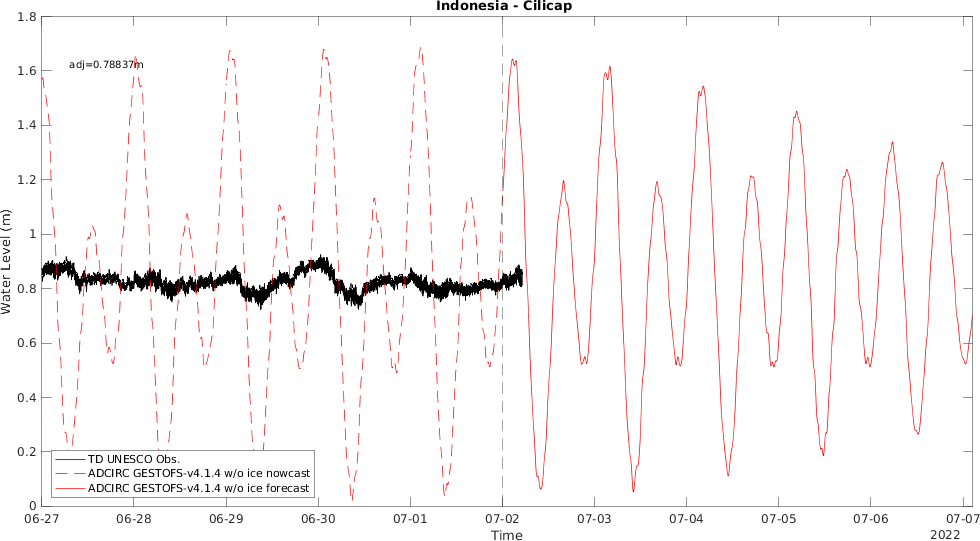 Indonesia - Cilicap
1.8
1.6
1.4
1.2
1
0.8
0.6
0.4
0.2
0
Water Level (m)
adj=0.78837m
TD UNESCO Obs.
ADCIRC GESTOFS-v4.1.4 w/o ice nowcast
ADCIRC GESTOFS-v4.1.4 w/o ice forecast
06-27 06-28 06-29 06-30 07-01 07-02 07-03 07-04 07-05 07-06 07-07
Time
2022